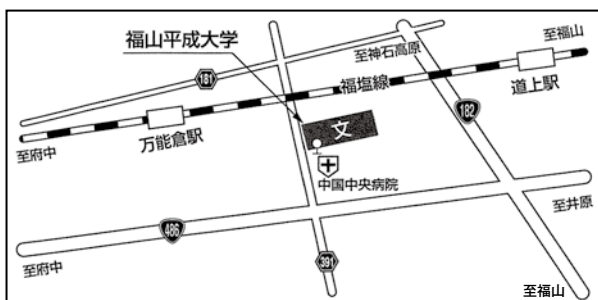 福山平成大学
至神石高原
至福山
181
福塩線
道上駅
182
万能倉駅
文
至府中
中国中央病院
至井原
486
391
至府中
至福山